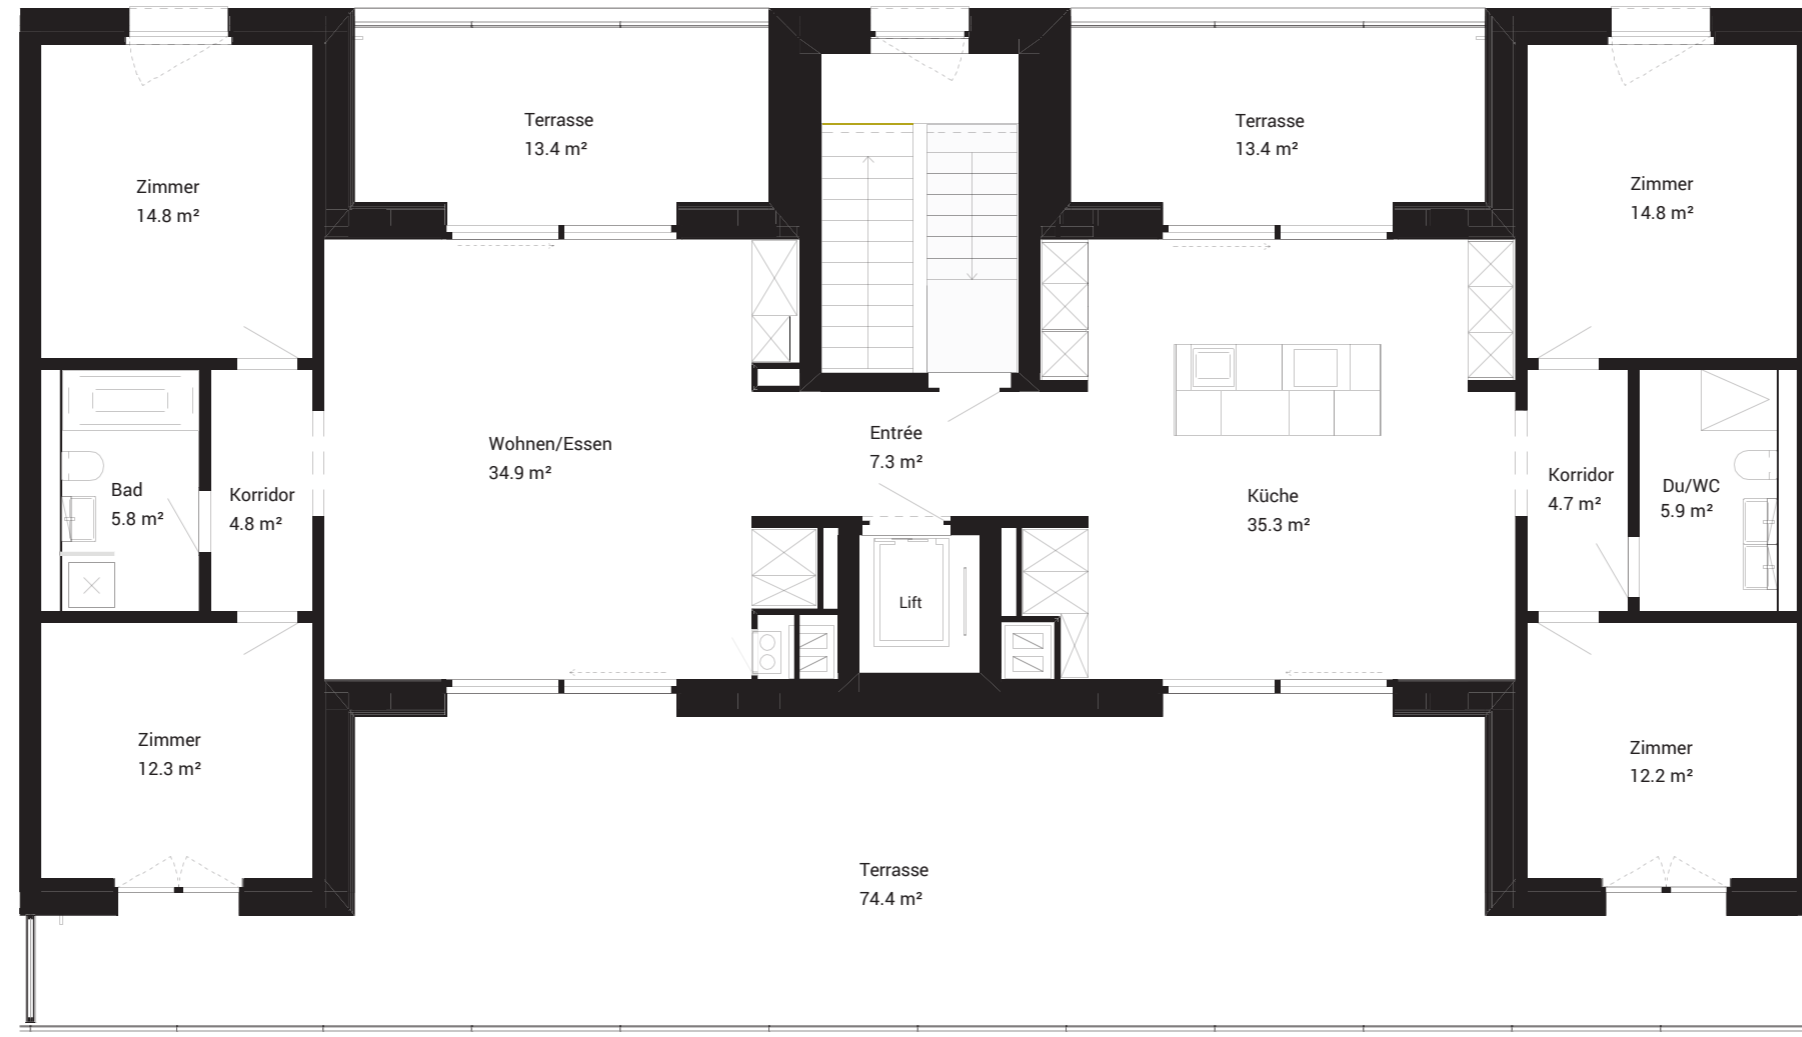 Terrasse
13.4 m²
Terrasse
13.4 m²
Zimmer
14.8 m²
Zimmer
14.8 m²
Wohnen/Essen
34.9 m²
Entrée
7.3 m²
Küche
35.3 m²
Bad
5.8 m²
Korridor
4.8 m²
Korridor
4.7 m²
Du/WC
5.9 m²
Lift
Zimmer
12.3 m²
Zimmer
12.2 m²
Terrasse
74.4 m²